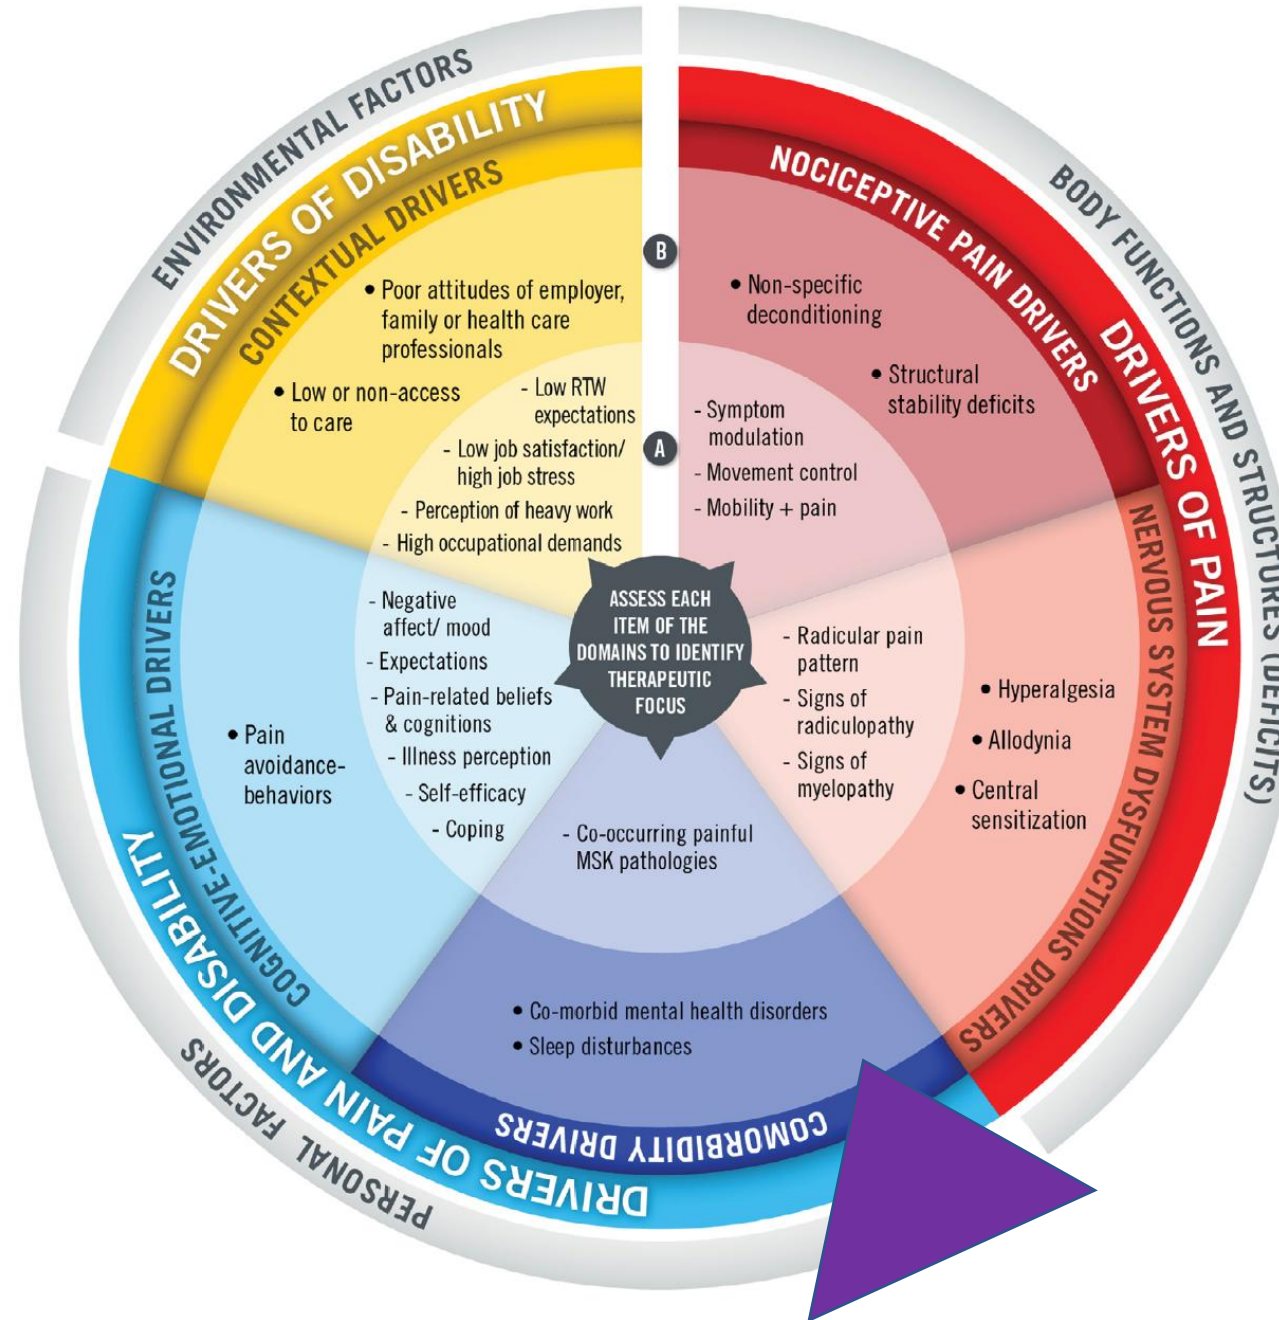 ENVIRONMENTAL FACTORS
DRIVERS OF DISABILITY
CONTEXTUAL DRIVERS
• Poor attitudes of employer,
family or health care
professionals
• Low or non-access
to care
- Low RTW
expectations
- Low job satisfaction/
high job stress
- Perception of heavy work
- High occupational demands
B
A
BODY FUNCTIONS AND STRUCTURES (DEFICITS)
DRIVERS OF PAIN
NOCICEPTIVE PAIN DRIVERS
• Non-specific
deconditioning
• Structural
stability deficits
- Symptom
modulation
- Movement control
- Mobility + pain
NERVOUS SYSTEM DYSFUNCTIONS DRIVERS
- Radicular pain
pattern
- Signs of
radiculopathy
- Signs of
myelopathy
• Hyperalgesia
• Allodynia
• Central
sensitization
ASSESS EACH
ITEM OF THE
DOMAINS TO IDENTIFY
THERAPEUTIC
FOCUS
PERSONAL FACTORS
DRIVERS OF PAIN AND DISABILITY
COGNITIVE-EMOTIONAL DRIVERS
- Negative
affect/ mood
- Expectations
- Pain-related beliefs
& cognitions
- Illness perception
- Self-efficacy
- Coping
• Pain
avoidance-
behaviors
COMORBIDITY DRIVERS
- Co-occurring painful
MSK pathologies
• Co-morbid mental health disorders
• Sleep disturbances